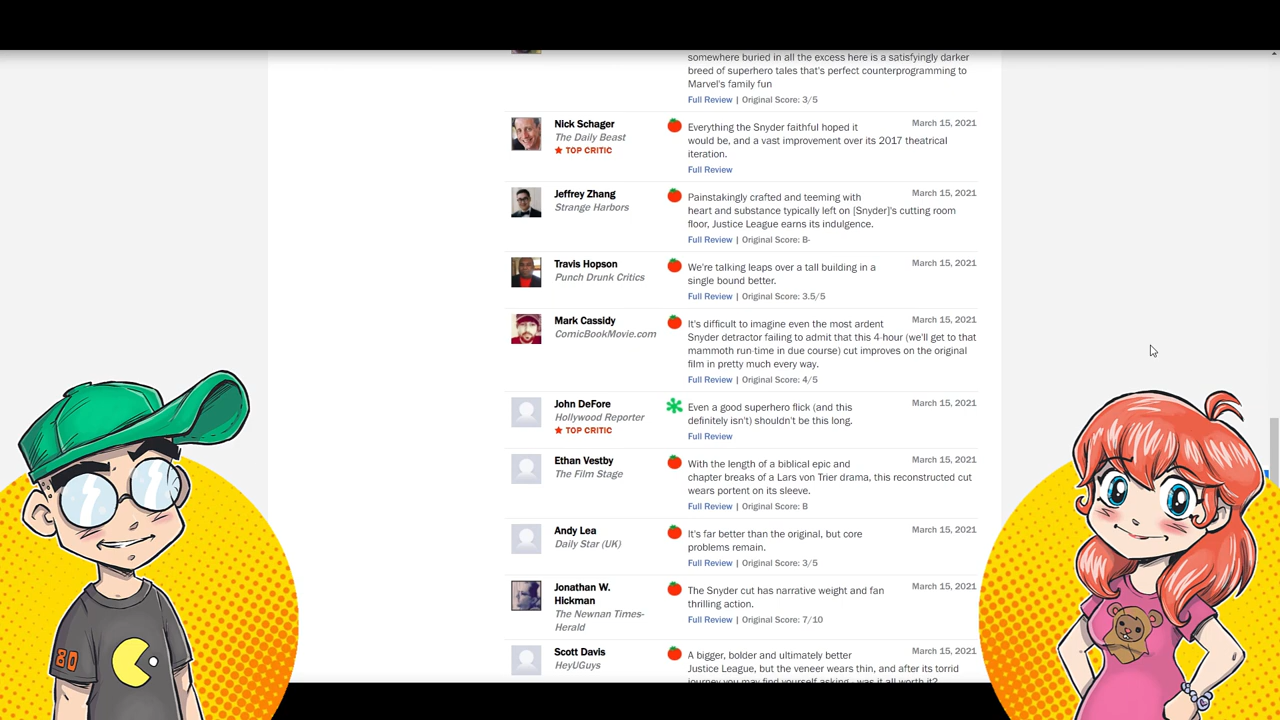 somewhere buried in all the excess here is a satisfyingly darker
breed of superhero tales that's perfect counterprogramming to
Marvel's family fun
Full Review | Original Score: 3/5
Nick Schager
The Daily Beast
TOP CRITIC
Everything the Snyder faithful hoped it
would be, and a vast improvement over its 2017 theatrical
iteration.
Full Review
March 15, 2021
Jeffrey Zhang
Strange Harbors
Painstakingly crafted and teeming with
heart and substance typically left on [Snyder]'s cutting room
floor, Justice League earns its indulgence.
Full Review | Original Score: B-
March 15, 2021
Travis Hopson
Punch Drunk Critics
We're talking leaps over a tall building in a
single bound better.
Full Review | Original Score: 3.5/5
March 15, 2021
Mark Cassidy
ComicBookMovie.com
It's difficult to imagine even the most ardent
Snyder detractor failing to admit that this 4-hour (we'll get to that
mammoth run-time in due course) cut improves on the original
film in pretty much every way.
Full Review | Original Score: 4/5
March 15, 2021
John DeFore
Hollywood Reporter
TOP CRITIC
Even a good superhero flick (and this
definitely isn't) shouldn't be this long.
Full Review
March 15, 2021
Ethan Vestby
The Film Stage
With the length of a biblical epic and
chapter breaks of a Lars von Trier drama, this reconstructed cut
wears portent on its sleeve.
Full Review | Original Score: B
March 15, 2021
Andy Lea
Daily Star (UK)
It's far better than the original, but core
problems remain.
Full Review | Original Score: 3/5
March 15, 2021
Jonathan W.
Hickman
The Newnan Times-
Herald
The Snyder cut has narrative weight and fan
thrilling action.
Full Review | Original Score: 7/10
March 15, 2021
Scott Davis
HeyUGuys
A bigger, bolder and ultimately better
Justice League, but the veneer wears thin, and after its torrid
journey you may find yourself asking - was it all worth it?
March 15, 2021
80